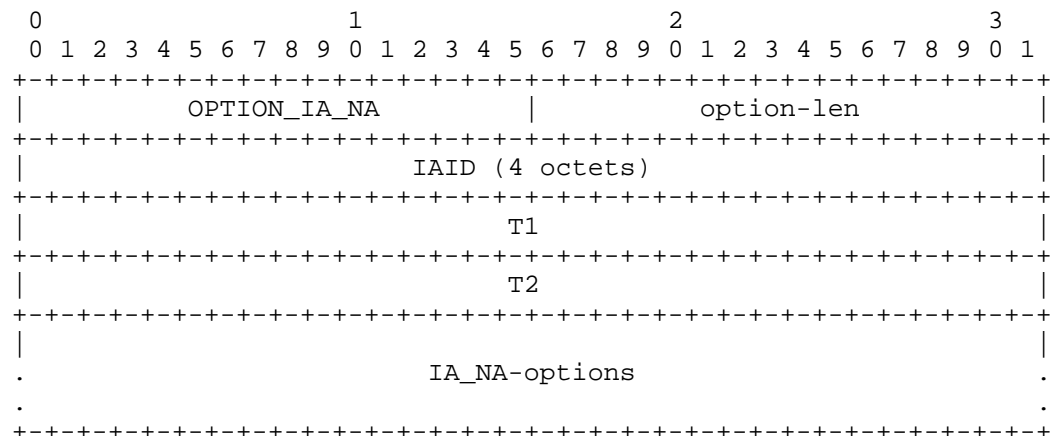 0                   1                   2                   3
 0 1 2 3 4 5 6 7 8 9 0 1 2 3 4 5 6 7 8 9 0 1 2 3 4 5 6 7 8 9 0 1
+-+-+-+-+-+-+-+-+-+-+-+-+-+-+-+-+-+-+-+-+-+-+-+-+-+-+-+-+-+-+-+-+
|          OPTION_IA_NA         |          option-len           |
+-+-+-+-+-+-+-+-+-+-+-+-+-+-+-+-+-+-+-+-+-+-+-+-+-+-+-+-+-+-+-+-+
|                        IAID (4 octets)                        |
+-+-+-+-+-+-+-+-+-+-+-+-+-+-+-+-+-+-+-+-+-+-+-+-+-+-+-+-+-+-+-+-+
|                              T1                               |
+-+-+-+-+-+-+-+-+-+-+-+-+-+-+-+-+-+-+-+-+-+-+-+-+-+-+-+-+-+-+-+-+
|                              T2                               |
+-+-+-+-+-+-+-+-+-+-+-+-+-+-+-+-+-+-+-+-+-+-+-+-+-+-+-+-+-+-+-+-+
|                                                               |
.                         IA_NA-options                         .
.                                                               .
+-+-+-+-+-+-+-+-+-+-+-+-+-+-+-+-+-+-+-+-+-+-+-+-+-+-+-+-+-+-+-+-+